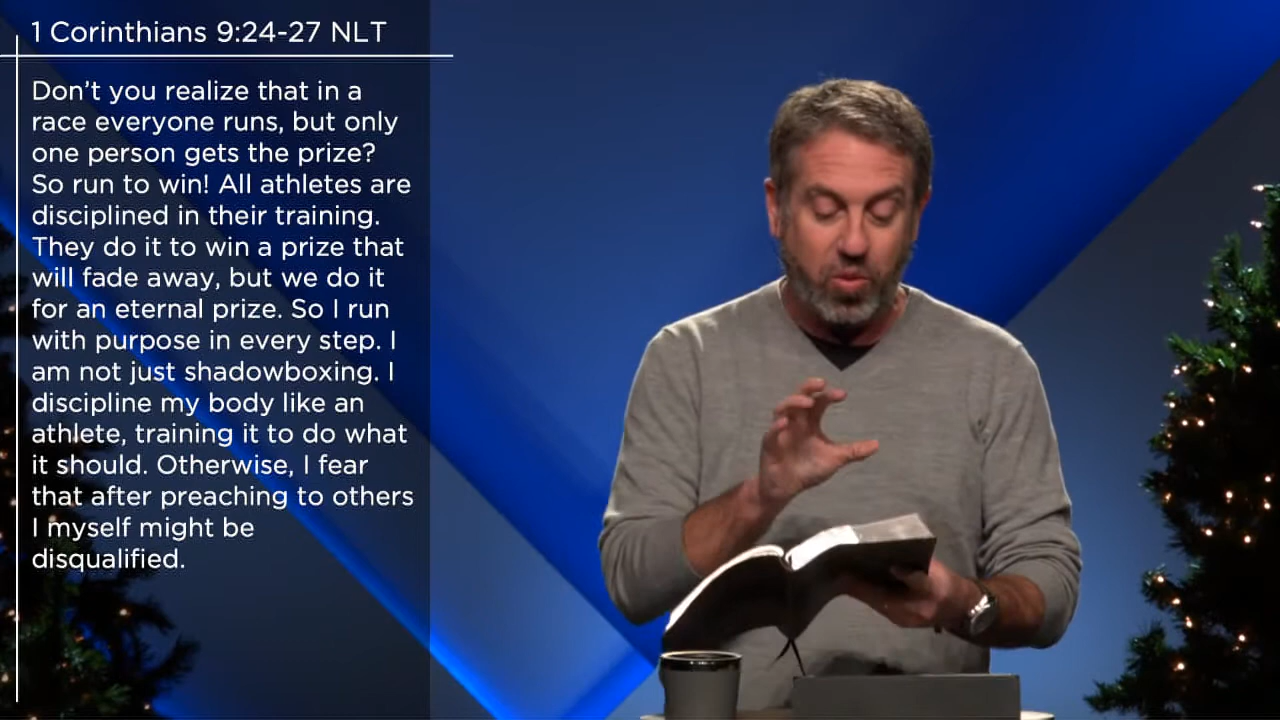 1 Corinthians 9:24-27 NLT
Don't you realize that in a
race everyone runs, but only
one person gets the prize?
So run to win! All athletes are
disciplined in their training.
They do it to win a prize that
will fade away, but we do it
for an eternal prize. So I run
with purpose in every step. I
am not just shadowboxing. I
discipline my body like an
athlete, training it to do what
it should. Otherwise, I fear
that after preaching to others
I myself might be
disqualified.